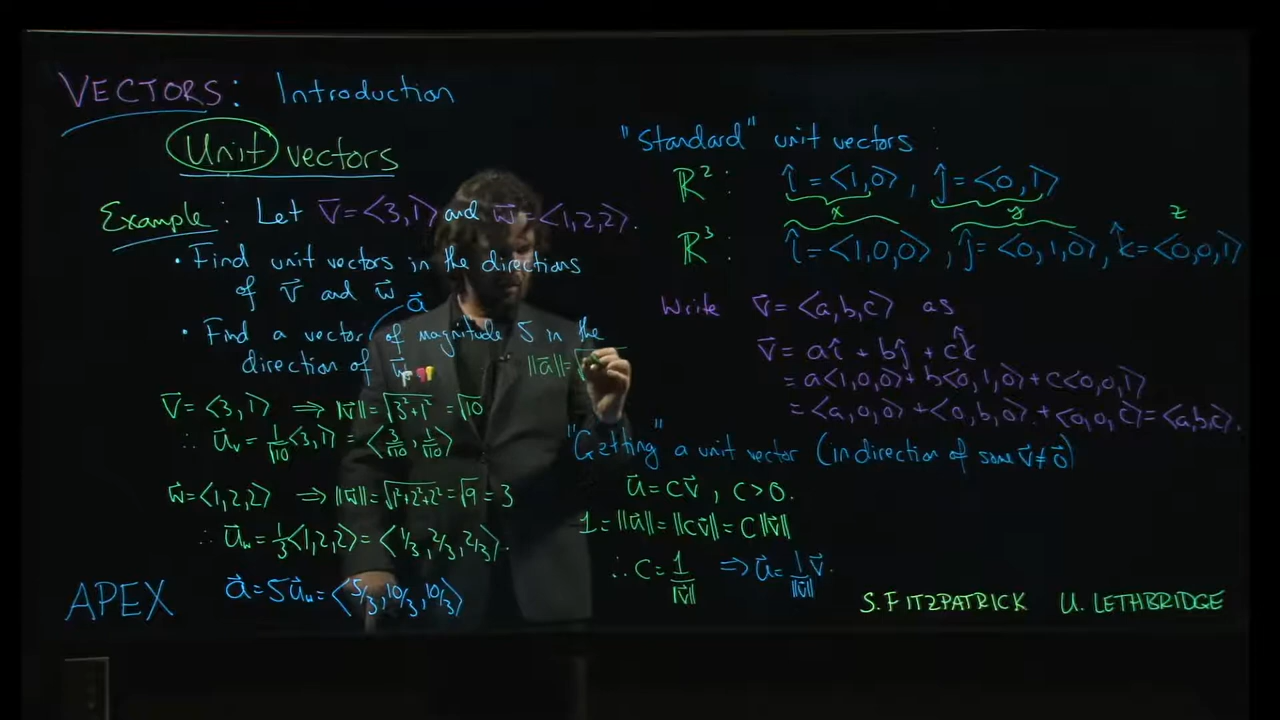 VECTORS: Introduction
Unit vectors
Example: Let v⃗ = ⟨3,1⟩ and w⃗ = ⟨1,2,2⟩.
• Find unit vectors in the directions
of v⃗ and w⃗
a⃗
• Find a vector of magnitude 5 in the
direction of w⃗
||a⃗|| = √
v⃗ = ⟨3,1⟩ ⇒ ||v⃗|| = √(3²+1²) = √10
∴ u⃗ᵥ = 1/√10 ⟨3,1⟩ = ⟨3/√10, 1/√10⟩
w⃗ = ⟨1,2,2⟩ ⇒ ||w⃗|| = √(1²+2²+2²) = √9 = 3
∴ u⃗_w = 1/3 ⟨1,2,2⟩ = ⟨1/3, 2/3, 2/3⟩.
a⃗ = 5u⃗_w = ⟨5/3, 10/3, 10/3⟩
APEX
"Standard" unit vectors:
ℝ²: î = ⟨1,0⟩, ĵ = ⟨0,1⟩
x y z
ℝ³: î = ⟨1,0,0⟩, ĵ = ⟨0,1,0⟩, k̂ = ⟨0,0,1⟩
Write v⃗ = ⟨a,b,c⟩ as
v⃗ = aî + bĵ + ck̂
= a⟨1,0,0⟩ + b⟨0,1,0⟩ + c⟨0,0,1⟩
= ⟨a,0,0⟩ + ⟨0,b,0⟩ + ⟨0,0,c⟩ = ⟨a,b,c⟩.
"Getting" a unit vector (in direction of some v⃗ ≠ 0⃗)
u⃗ = cv⃗, c > 0.
1 = ||u⃗|| = ||cv⃗|| = c||v⃗||
∴ c = 1/||v⃗|| ⇒ u⃗ = 1/||v⃗|| v⃗.
S. FITZPATRICK U. LETHBRIDGE